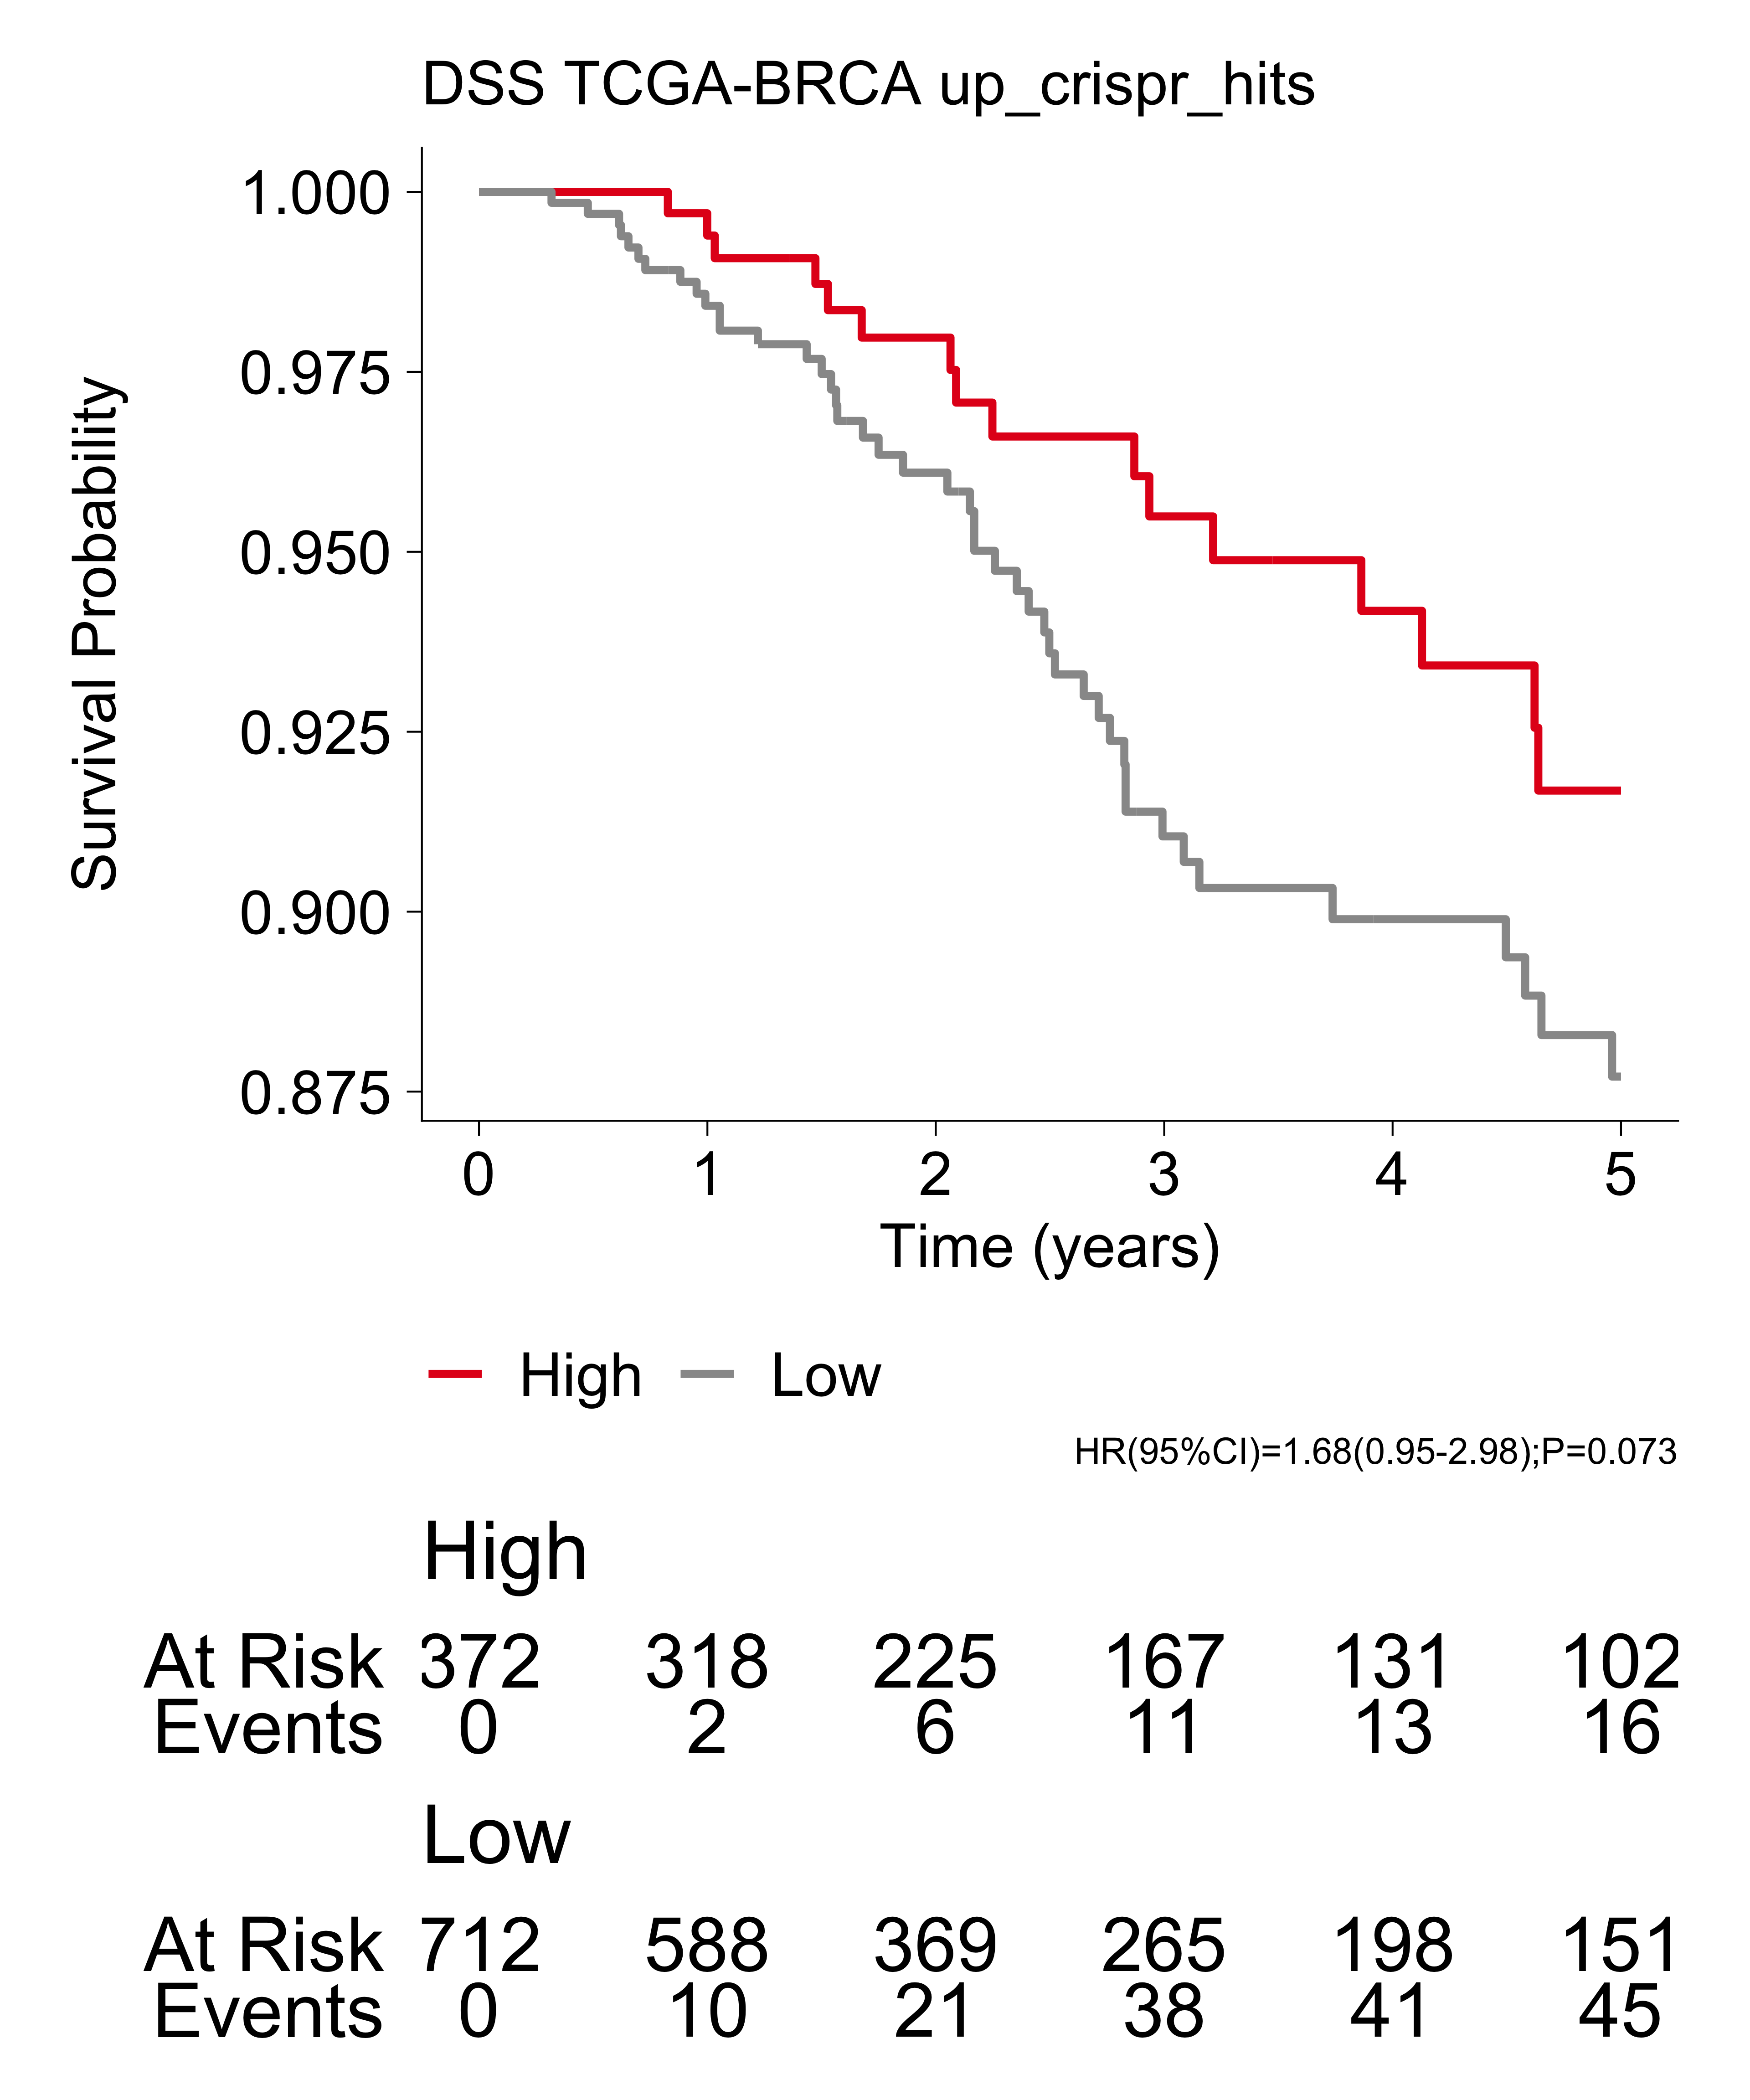 DSS TCGA-BRCA up_crispr_hits
Survival Probability
1.000
0.975
0.950
0.925
0.900
0.875
0 1 2 3 4 5
Time (years)
High Low
HR(95%CI)=1.68(0.95-2.98);P=0.073
High
At Risk 372 318 225 167 131 102
Events 0 2 6 11 13 16
Low
At Risk 712 588 369 265 198 151
Events 0 10 21 38 41 45